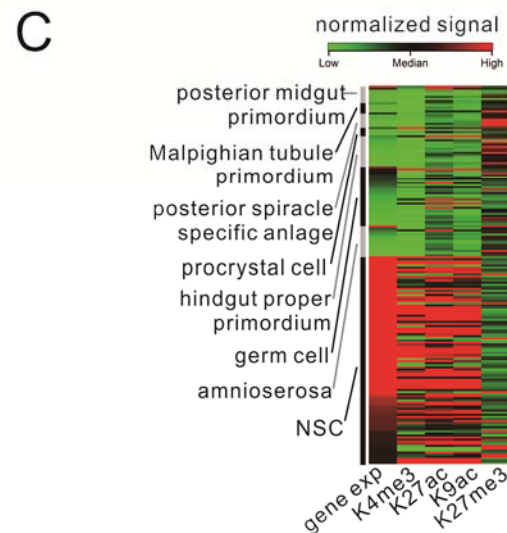 C
normalized signal
Low Median High
posterior midgut
primordium
Malpighian tubule
primordium
posterior spiracle
specific anlage
procrystal cell
hindgut proper
primordium
germ cell
amnioserosa
NSC
gene exp K4me3 K27ac K9ac K27me3